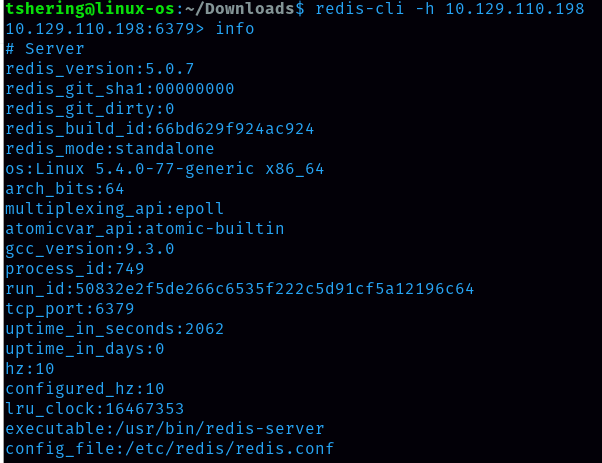 tshering@linux-os:~/Downloads$ redis-cli -h 10.129.110.198
10.129.110.198:6379> info
# Server
redis_version:5.0.7
redis_git_sha1:00000000
redis_git_dirty:0
redis_build_id:66bd629f924ac924
redis_mode:standalone
os:Linux 5.4.0-77-generic x86_64
arch_bits:64
multiplexing_api:epoll
atomicvar_api:atomic-builtin
gcc_version:9.3.0
process_id:749
run_id:50832e2f5de266c6535f222c5d91cf5a12196c64
tcp_port:6379
uptime_in_seconds:2062
uptime_in_days:0
hz:10
configured_hz:10
lru_clock:16467353
executable:/usr/bin/redis-server
config_file:/etc/redis/redis.conf